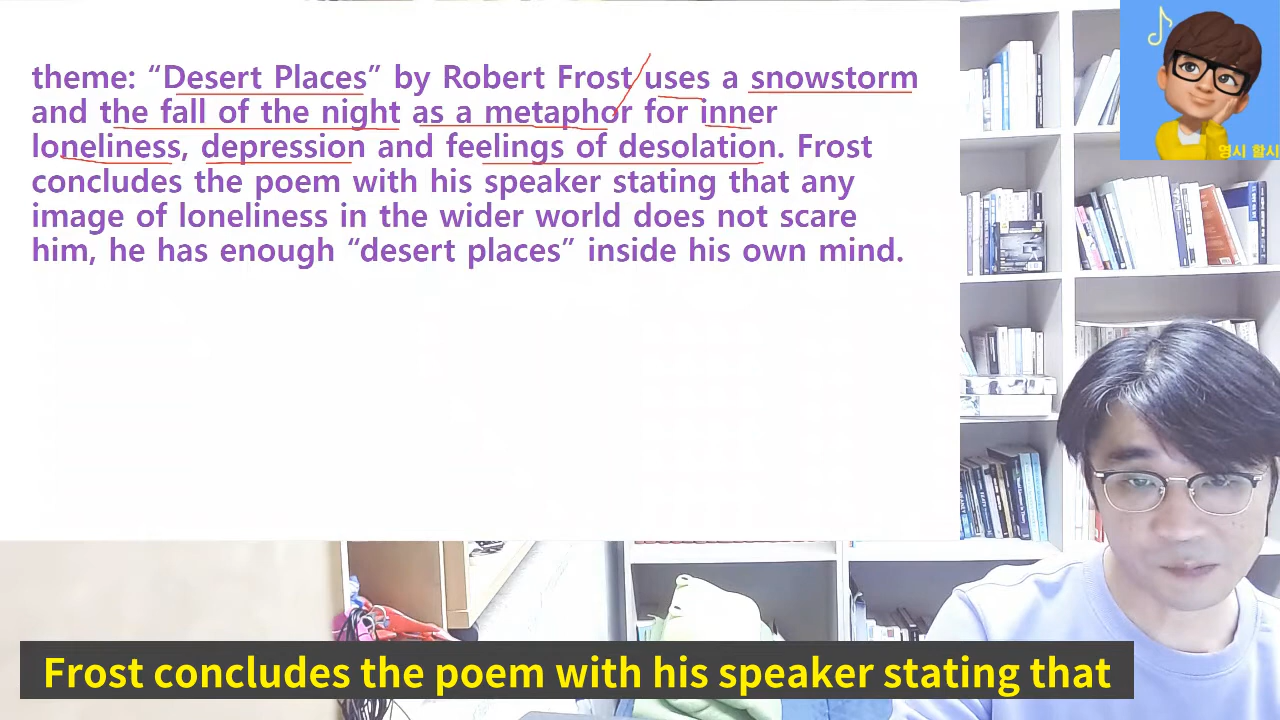 theme: “Desert Places” by Robert Frost uses a snowstorm
and the fall of the night as a metaphor for inner
loneliness, depression and feelings of desolation. Frost
concludes the poem with his speaker stating that any
image of loneliness in the wider world does not scare
him, he has enough “desert places” inside his own mind.
영시 할시
Frost concludes the poem with his speaker stating that